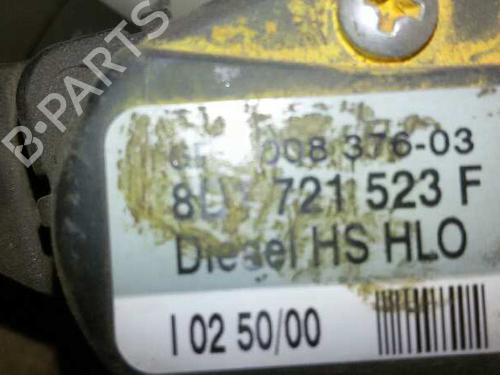 B-PARTS
008 376-03
721 523 F
Diesel HS HLO
I 02 50/00